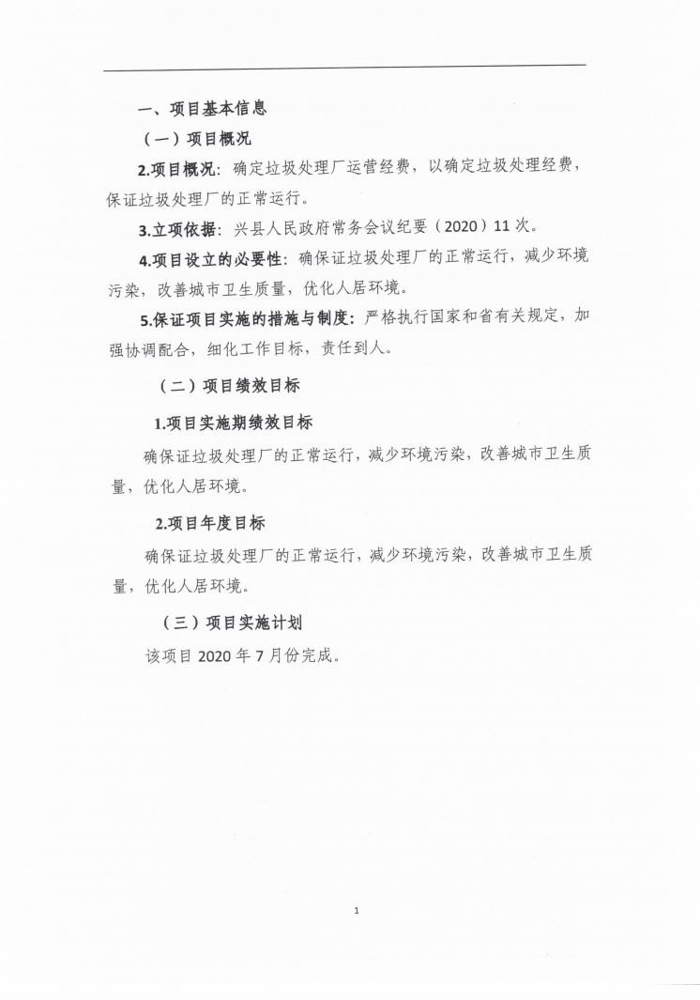 一、项目基本信息
（一）项目概况
2.项目概况：确定垃圾处理厂运营经费，以确定垃圾处理经费，
保证垃圾处理厂的正常运行。
3.立项依据：兴县人民政府常务会议纪要（2020）11 次。
4.项目设立的必要性：确保证垃圾处理厂的正常运行，减少环境
污染，改善城市卫生质量，优化人居环境。
5.保证项目实施的措施与制度：严格执行国家和省有关规定，加
强协调配合，细化工作目标，责任到人。
（二）项目绩效目标
1.项目实施期绩效目标
确保证垃圾处理厂的正常运行，减少环境污染，改善城市卫生质
量，优化人居环境。
2.项目年度目标
确保证垃圾处理厂的正常运行，减少环境污染，改善城市卫生质
量，优化人居环境。
（三）项目实施计划
该项目 2020 年 7 月份完成。
1